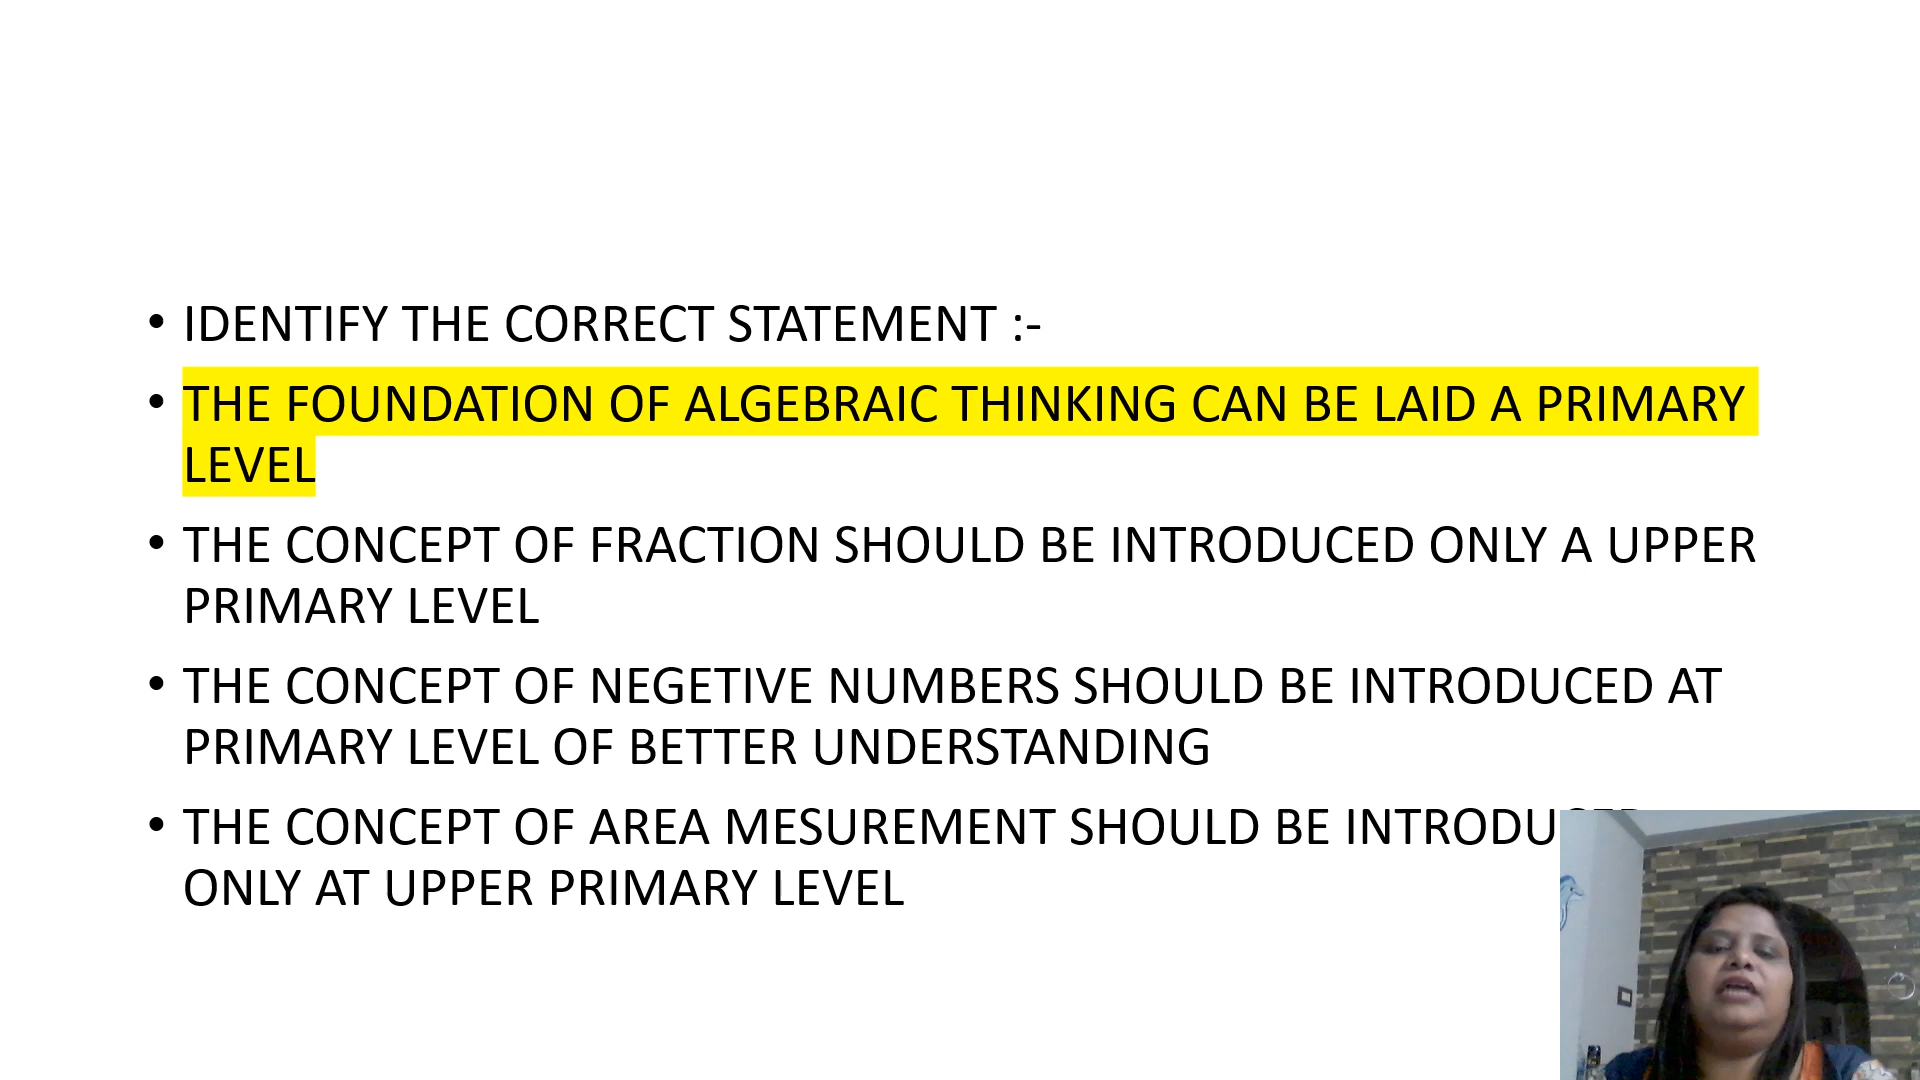 • IDENTIFY THE CORRECT STATEMENT :-
• THE FOUNDATION OF ALGEBRAIC THINKING CAN BE LAID A PRIMARY
LEVEL
• THE CONCEPT OF FRACTION SHOULD BE INTRODUCED ONLY A UPPER
PRIMARY LEVEL
• THE CONCEPT OF NEGETIVE NUMBERS SHOULD BE INTRODUCED AT
PRIMARY LEVEL OF BETTER UNDERSTANDING
• THE CONCEPT OF AREA MESUREMENT SHOULD BE INTRODUCED
ONLY AT UPPER PRIMARY LEVEL